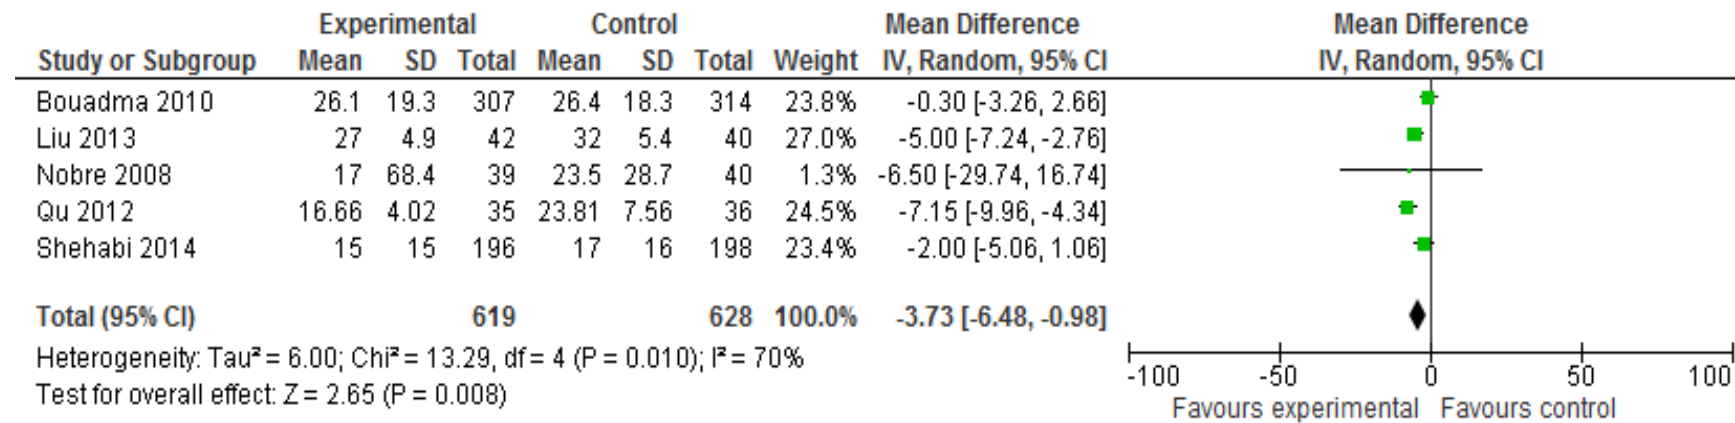 Experimental Control Mean Difference Mean Difference
Study or Subgroup Mean SD Total Mean SD Total Weight IV, Random, 95% CI IV, Random, 95% CI
Bouadma 2010 26.1 19.3 307 26.4 18.3 314 23.8% -0.30 [-3.26, 2.66]
Liu 2013 27 4.9 42 32 5.4 40 27.0% -5.00 [-7.24, -2.76]
Nobre 2008 17 68.4 39 23.5 28.7 40 1.3% -6.50 [-29.74, 16.74]
Qu 2012 16.66 4.02 35 23.81 7.56 36 24.5% -7.15 [-9.96, -4.34]
Shehabi 2014 15 15 196 17 16 198 23.4% -2.00 [-5.06, 1.06]
Total (95% CI) 619 628 100.0% -3.73 [-6.48, -0.98]
Heterogeneity: Tau² = 6.00; Chi² = 13.29, df = 4 (P = 0.010); I² = 70%
Test for overall effect: Z = 2.65 (P = 0.008)
-100 -50 0 50 100
Favours experimental Favours control